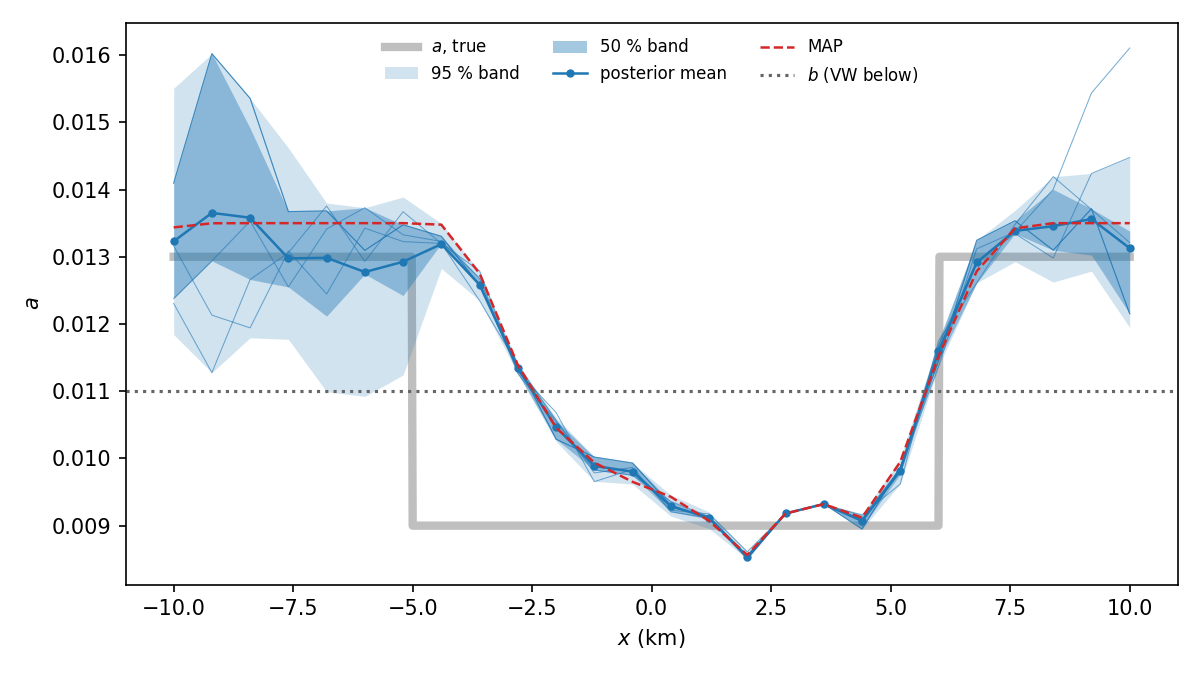 a, true
95 % band
50 % band
posterior mean
MAP
b (VW below)
0.016
0.015
0.014
0.013
0.012
0.011
0.010
0.009
a
−10.0 −7.5 −5.0 −2.5 0.0 2.5 5.0 7.5 10.0
x (km)